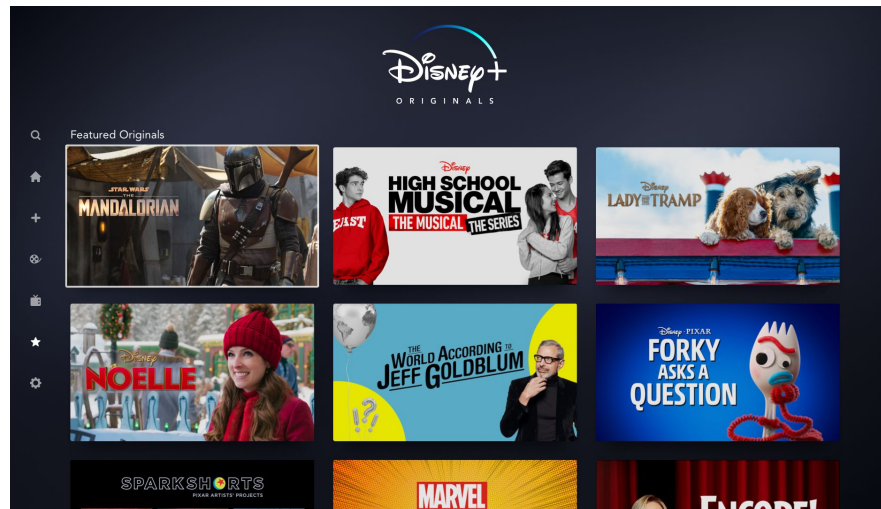 Disney+
ORIGINALS
Featured Originals
STAR WARS
THE
MANDALORIAN
EAST
Disney
HIGH SCHOOL
MUSICAL
THE MUSICAL THE SERIES
Disney
LADY AND THE TRAMP
Disney
NOELLE
THE
WORLD ACCORDING TO
JEFF GOLDBLUM
!?
Disney·PIXAR
FORKY
ASKS A
QUESTION
SPARKSHORTS
PIXAR ARTISTS' PROJECTS
MARVEL
ENCORE!